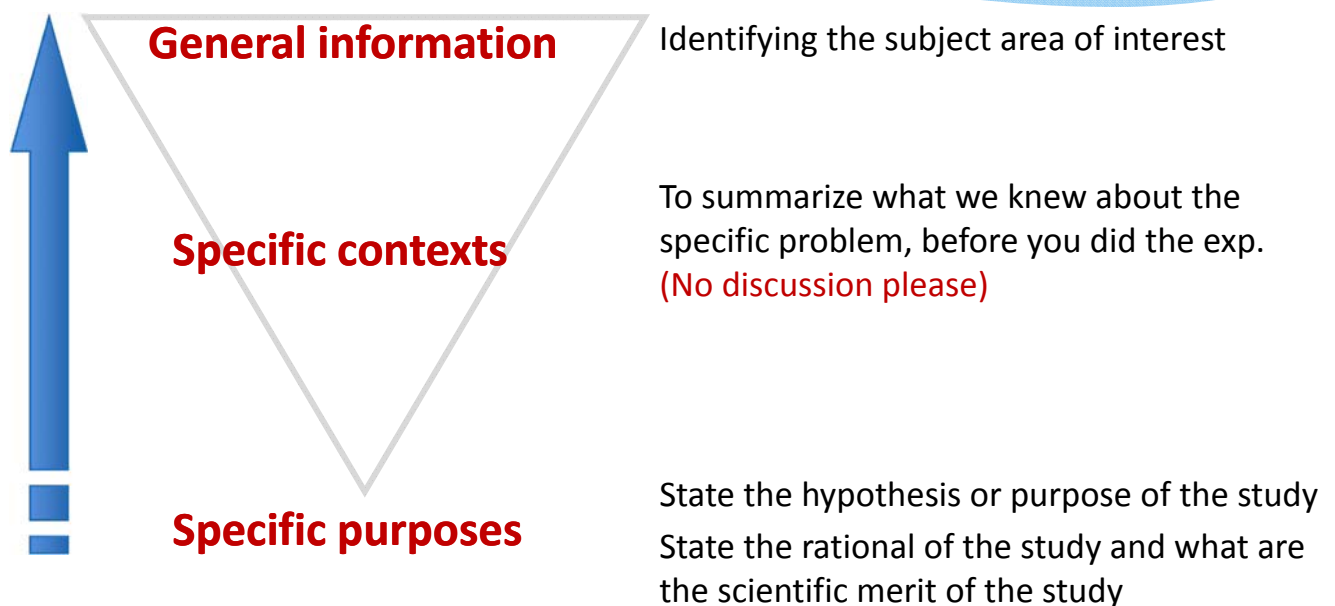 General information
Identifying the subject area of interest
Specific contexts
To summarize what we knew about the
specific problem, before you did the exp.
(No discussion please)
Specific purposes
State the hypothesis or purpose of the study
State the rational of the study and what are
the scientific merit of the study